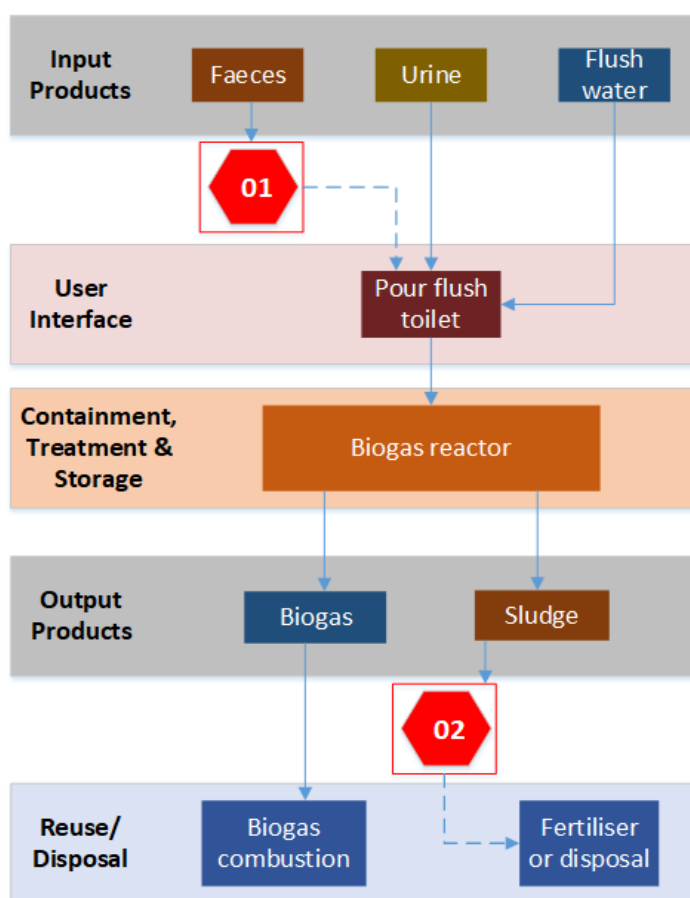 Input
Products
Faeces
Urine
Flush
water
01
User
Interface
Pour flush
toilet
Containment,
Treatment &
Storage
Biogas reactor
Output
Products
Biogas
Sludge
02
Reuse/
Disposal
Biogas
combustion
Fertiliser
or disposal